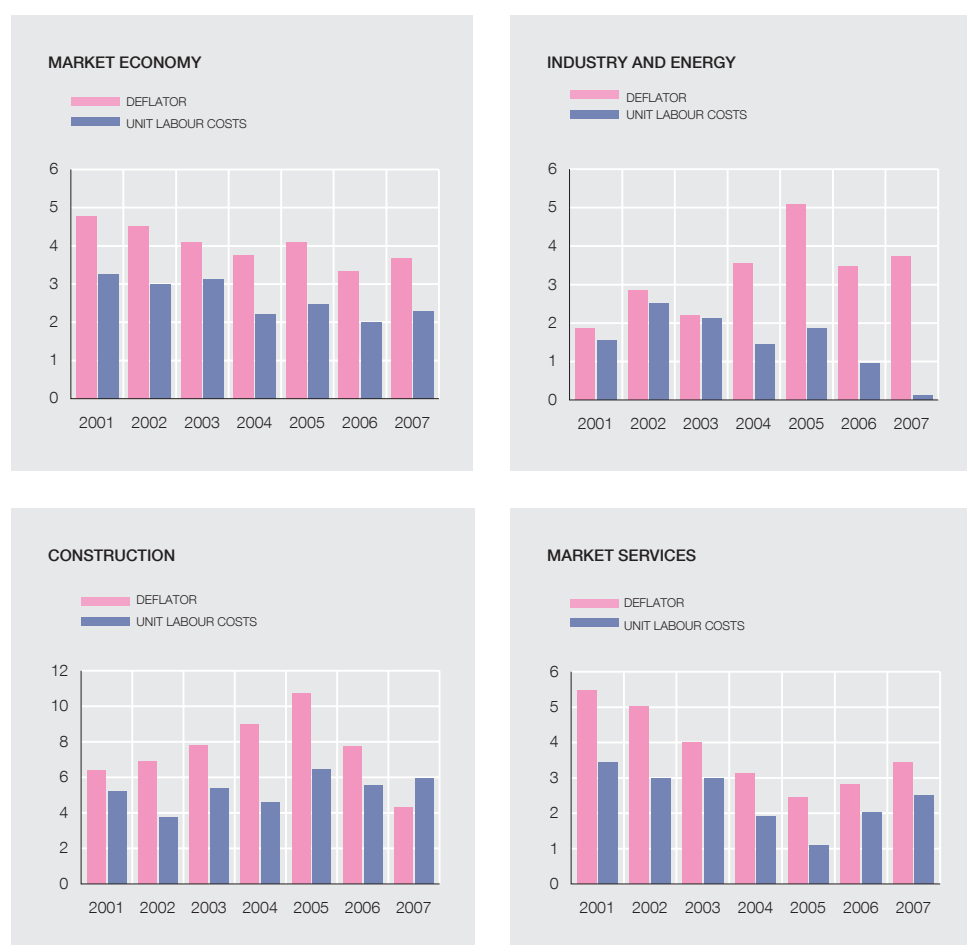 MARKET ECONOMY
DEFLATOR
UNIT LABOUR COSTS
6
5
4
3
2
1
0
2001 2002 2003 2004 2005 2006 2007
INDUSTRY AND ENERGY
DEFLATOR
UNIT LABOUR COSTS
6
5
4
3
2
1
0
2001 2002 2003 2004 2005 2006 2007
CONSTRUCTION
DEFLATOR
UNIT LABOUR COSTS
12
10
8
6
4
2
0
2001 2002 2003 2004 2005 2006 2007
MARKET SERVICES
DEFLATOR
UNIT LABOUR COSTS
6
5
4
3
2
1
0
2001 2002 2003 2004 2005 2006 2007